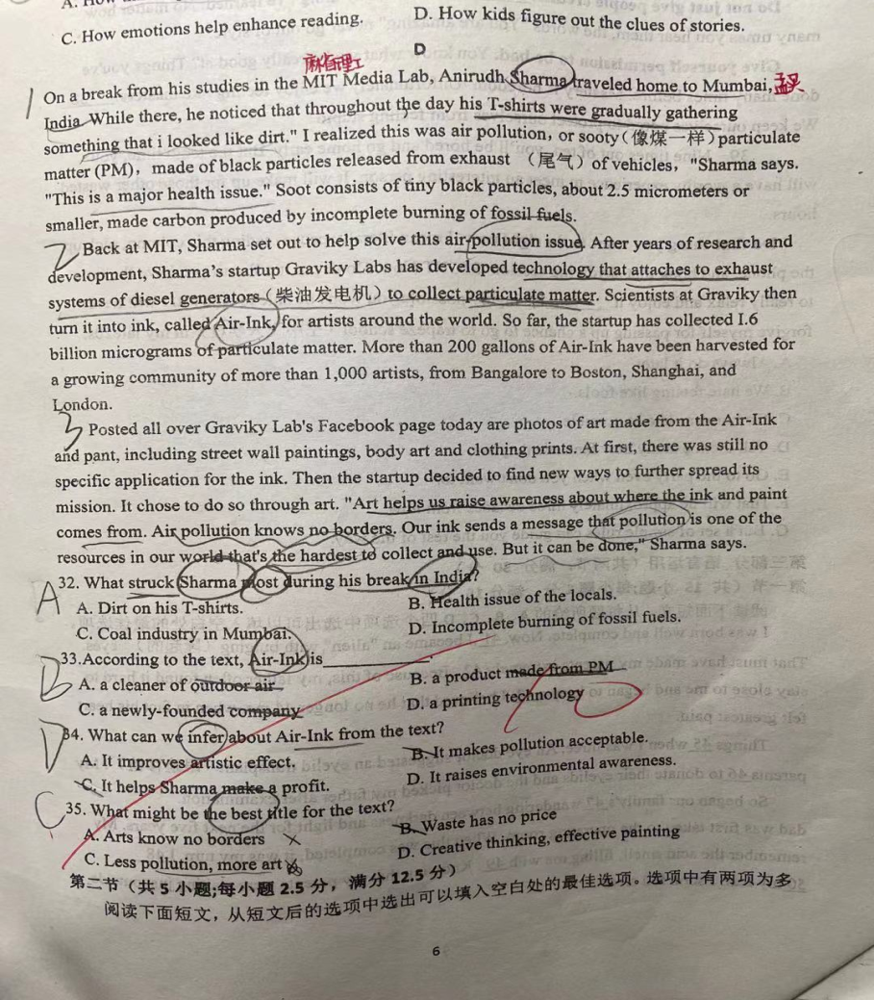 C. How emotions help enhance reading. D. How kids figure out the clues of stories.
D
麻省理工
1 On a break from his studies in the MIT Media Lab, Anirudh Sharma traveled home to Mumbai, 孟买
India. While there, he noticed that throughout the day his T-shirts were gradually gathering
something that i looked like dirt." I realized this was air pollution, or sooty(像煤一样)particulate
matter (PM), made of black particles released from exhaust （尾气）of vehicles, "Sharma says.
"This is a major health issue." Soot consists of tiny black particles, about 2.5 micrometers or
smaller, made carbon produced by incomplete burning of fossil fuels.
2 Back at MIT, Sharma set out to help solve this air-pollution issue. After years of research and
development, Sharma's startup Graviky Labs has developed technology that attaches to exhaust
systems of diesel generators（柴油发电机）to collect particulate matter. Scientists at Graviky then
turn it into ink, called Air-Ink, for artists around the world. So far, the startup has collected I.6
billion micrograms of particulate matter. More than 200 gallons of Air-Ink have been harvested for
a growing community of more than 1,000 artists, from Bangalore to Boston, Shanghai, and
London.
3 Posted all over Graviky Lab's Facebook page today are photos of art made from the Air-Ink
and pant, including street wall paintings, body art and clothing prints. At first, there was still no
specific application for the ink. Then the startup decided to find new ways to further spread its
mission. It chose to do so through art. "Art helps us raise awareness about where the ink and paint
comes from. Air pollution knows no borders. Our ink sends a message that pollution is one of the
resources in our world that's the hardest to collect and use. But it can be done," Sharma says.
A 32. What struck Sharma most during his break in India?
A. Dirt on his T-shirts. B. Health issue of the locals.
C. Coal industry in Mumbai. D. Incomplete burning of fossil fuels.
B 33.According to the text, Air-Ink is__________.
A. a cleaner of outdoor air B. a product made from PM
C. a newly-founded company D. a printing technology
D 34. What can we infer about Air-Ink from the text?
A. It improves artistic effect. B. It makes pollution acceptable.
C. It helps Sharma make a profit. D. It raises environmental awareness.
C 35. What might be the best title for the text?
A. Arts know no borders B. Waste has no price
C. Less pollution, more art D. Creative thinking, effective painting
第二节（共 5 小题;每小题 2.5 分，满分 12.5 分）
阅读下面短文，从短文后的选项中选出可以填入空白处的最佳选项。选项中有两项为多
6